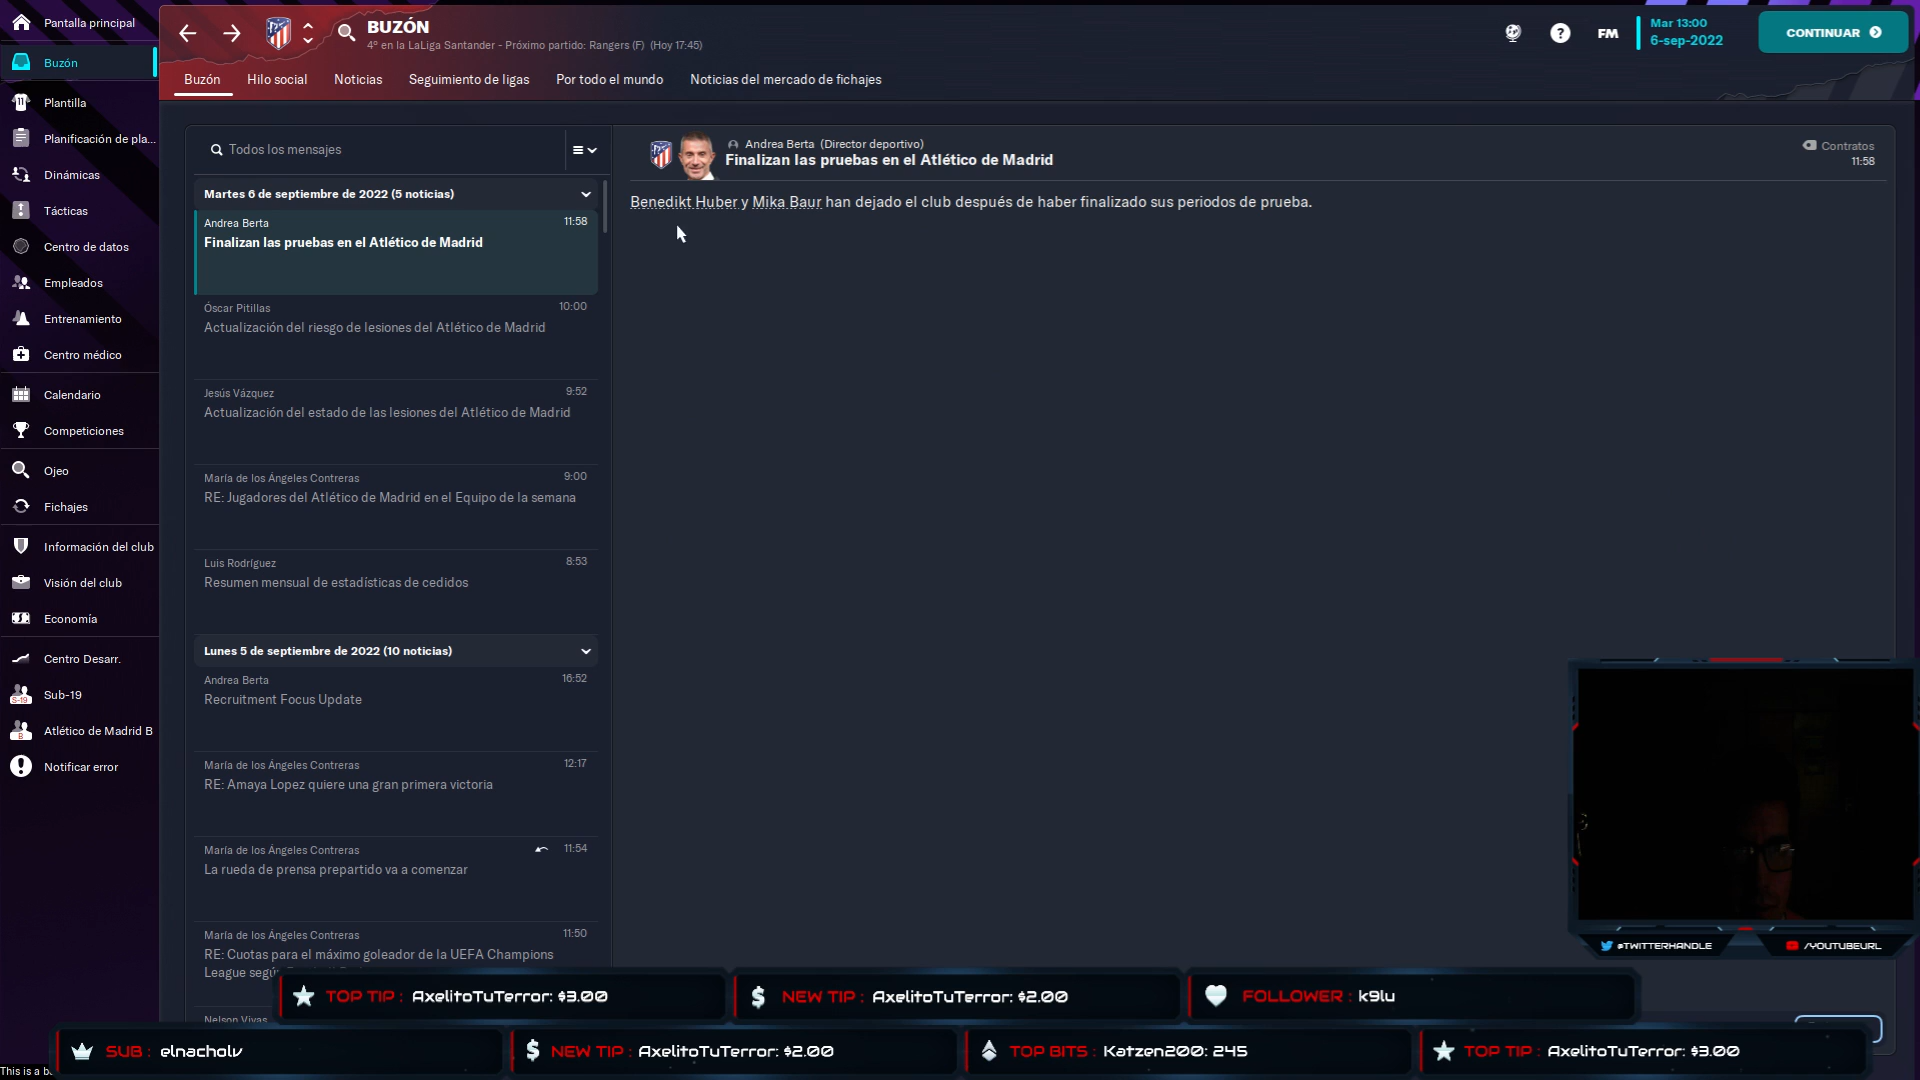 Pantalla principal
Buzón
Plantilla
Planificación de pla...
Dinámicas
Tácticas
Centro de datos
Empleados
Entrenamiento
Centro médico
Calendario
Competiciones
Ojeo
Fichajes
Información del club
Visión del club
Economía
Centro Desarr.
S-19
Sub-19
B
Atlético de Madrid B
Notificar error
BUZÓN
4º en la LaLiga Santander - Próximo partido: Rangers (F) (Hoy 17:45)
FM
Mar 13:00
6-sep-2022
CONTINUAR
Buzón
Hilo social
Noticias
Seguimiento de ligas
Por todo el mundo
Noticias del mercado de fichajes
Todos los mensajes
Martes 6 de septiembre de 2022 (5 noticias)
Andrea Berta 11:58
Finalizan las pruebas en el Atlético de Madrid
Óscar Pitillas 10:00
Actualización del riesgo de lesiones del Atlético de Madrid
Jesús Vázquez 9:52
Actualización del estado de las lesiones del Atlético de Madrid
María de los Ángeles Contreras 9:00
RE: Jugadores del Atlético de Madrid en el Equipo de la semana
Luis Rodríguez 8:53
Resumen mensual de estadísticas de cedidos
Lunes 5 de septiembre de 2022 (10 noticias)
Andrea Berta 16:52
Recruitment Focus Update
María de los Ángeles Contreras 12:17
RE: Amaya Lopez quiere una gran primera victoria
María de los Ángeles Contreras 11:54
La rueda de prensa prepartido va a comenzar
María de los Ángeles Contreras 11:50
RE: Cuotas para el máximo goleador de la UEFA Champions
League según
Nelson Vivas
Andrea Berta (Director deportivo)
Finalizan las pruebas en el Atlético de Madrid
Contratos
11:58
Benedikt Huber y Mika Baur han dejado el club después de haber finalizado sus periodos de prueba.
@TWITTERHANDLE
/YOUTUBEURL
TOP TIP : AxelitoTuTerror: $3.00
NEW TIP : AxelitoTuTerror: $2.00
FOLLOWER : k9lu
SUB : elnacholv
NEW TIP : AxelitoTuTerror: $2.00
TOP BITS : Katzen200: 245
TOP TIP : AxelitoTuTerror: $3.00
This is a b